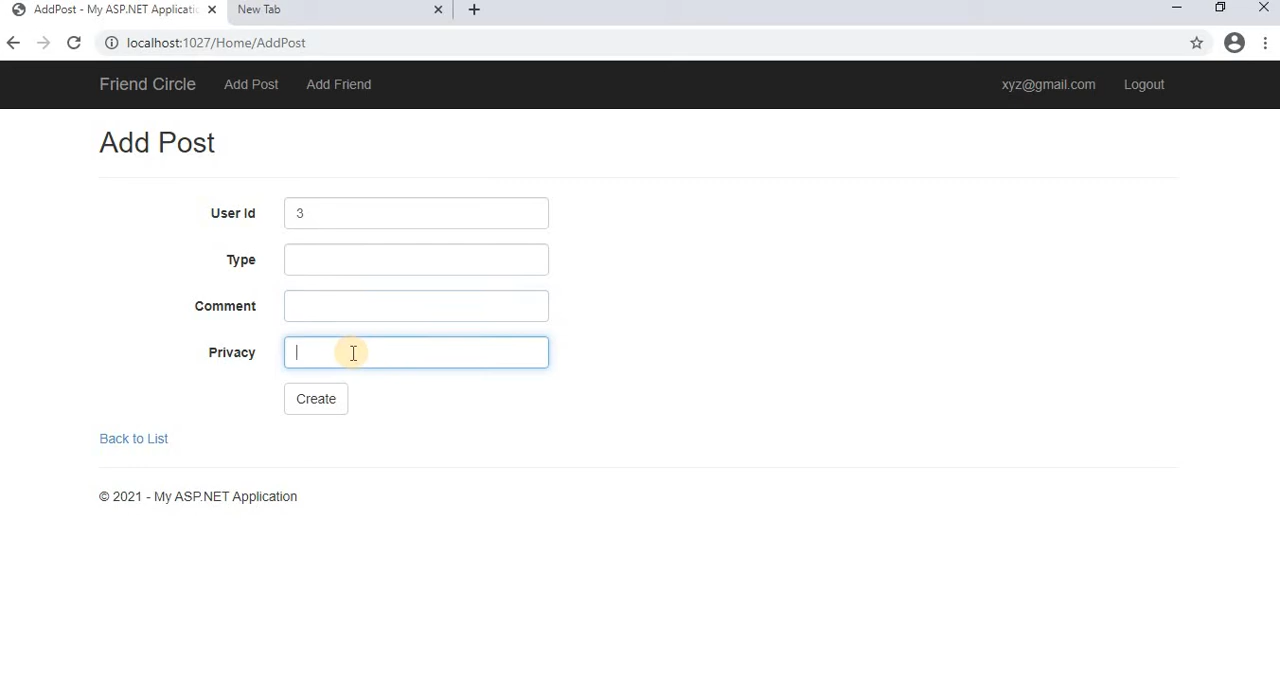 AddPost - My ASP.NET Applicatio
New Tab
localhost:1027/Home/AddPost
Friend Circle Add Post Add Friend xyz@gmail.com Logout
Add Post
User Id 3
Type
Comment
Privacy
Create
Back to List
© 2021 - My ASP.NET Application